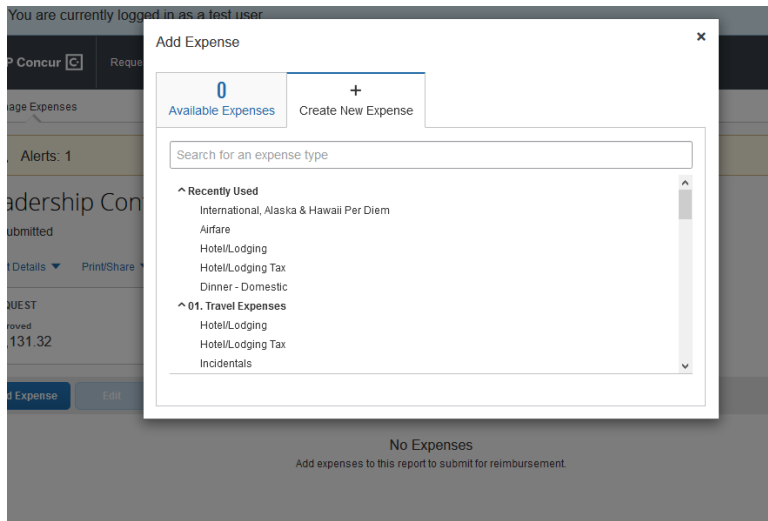 You are currently logged in as a test user
Add Expense
×
P Concur C
Reque
0
Available Expenses
+
Create New Expense
age Expenses
Search for an expense type
Alerts: 1
Recently Used
International, Alaska & Hawaii Per Diem
adership Con
Airfare
ubmitted
Hotel/Lodging
t Details Print/Share
Hotel/Lodging Tax
Dinner - Domestic
QUEST
01. Travel Expenses
roved
Hotel/Lodging
,131.32
Hotel/Lodging Tax
Incidentals
d Expense
Edit
No Expenses
Add expenses to this report to submit for reimbursement.